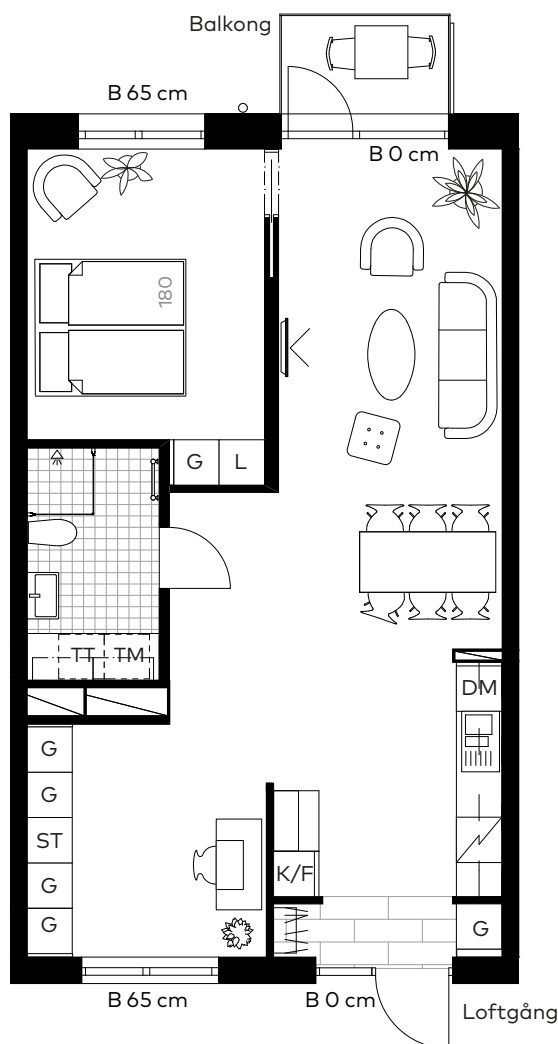 Balkong
B 65 cm
B 0 cm
180
G L
TT TM
DM
G
G
ST
G
G
K/F
G
B 65 cm
B 0 cm
Loftgång